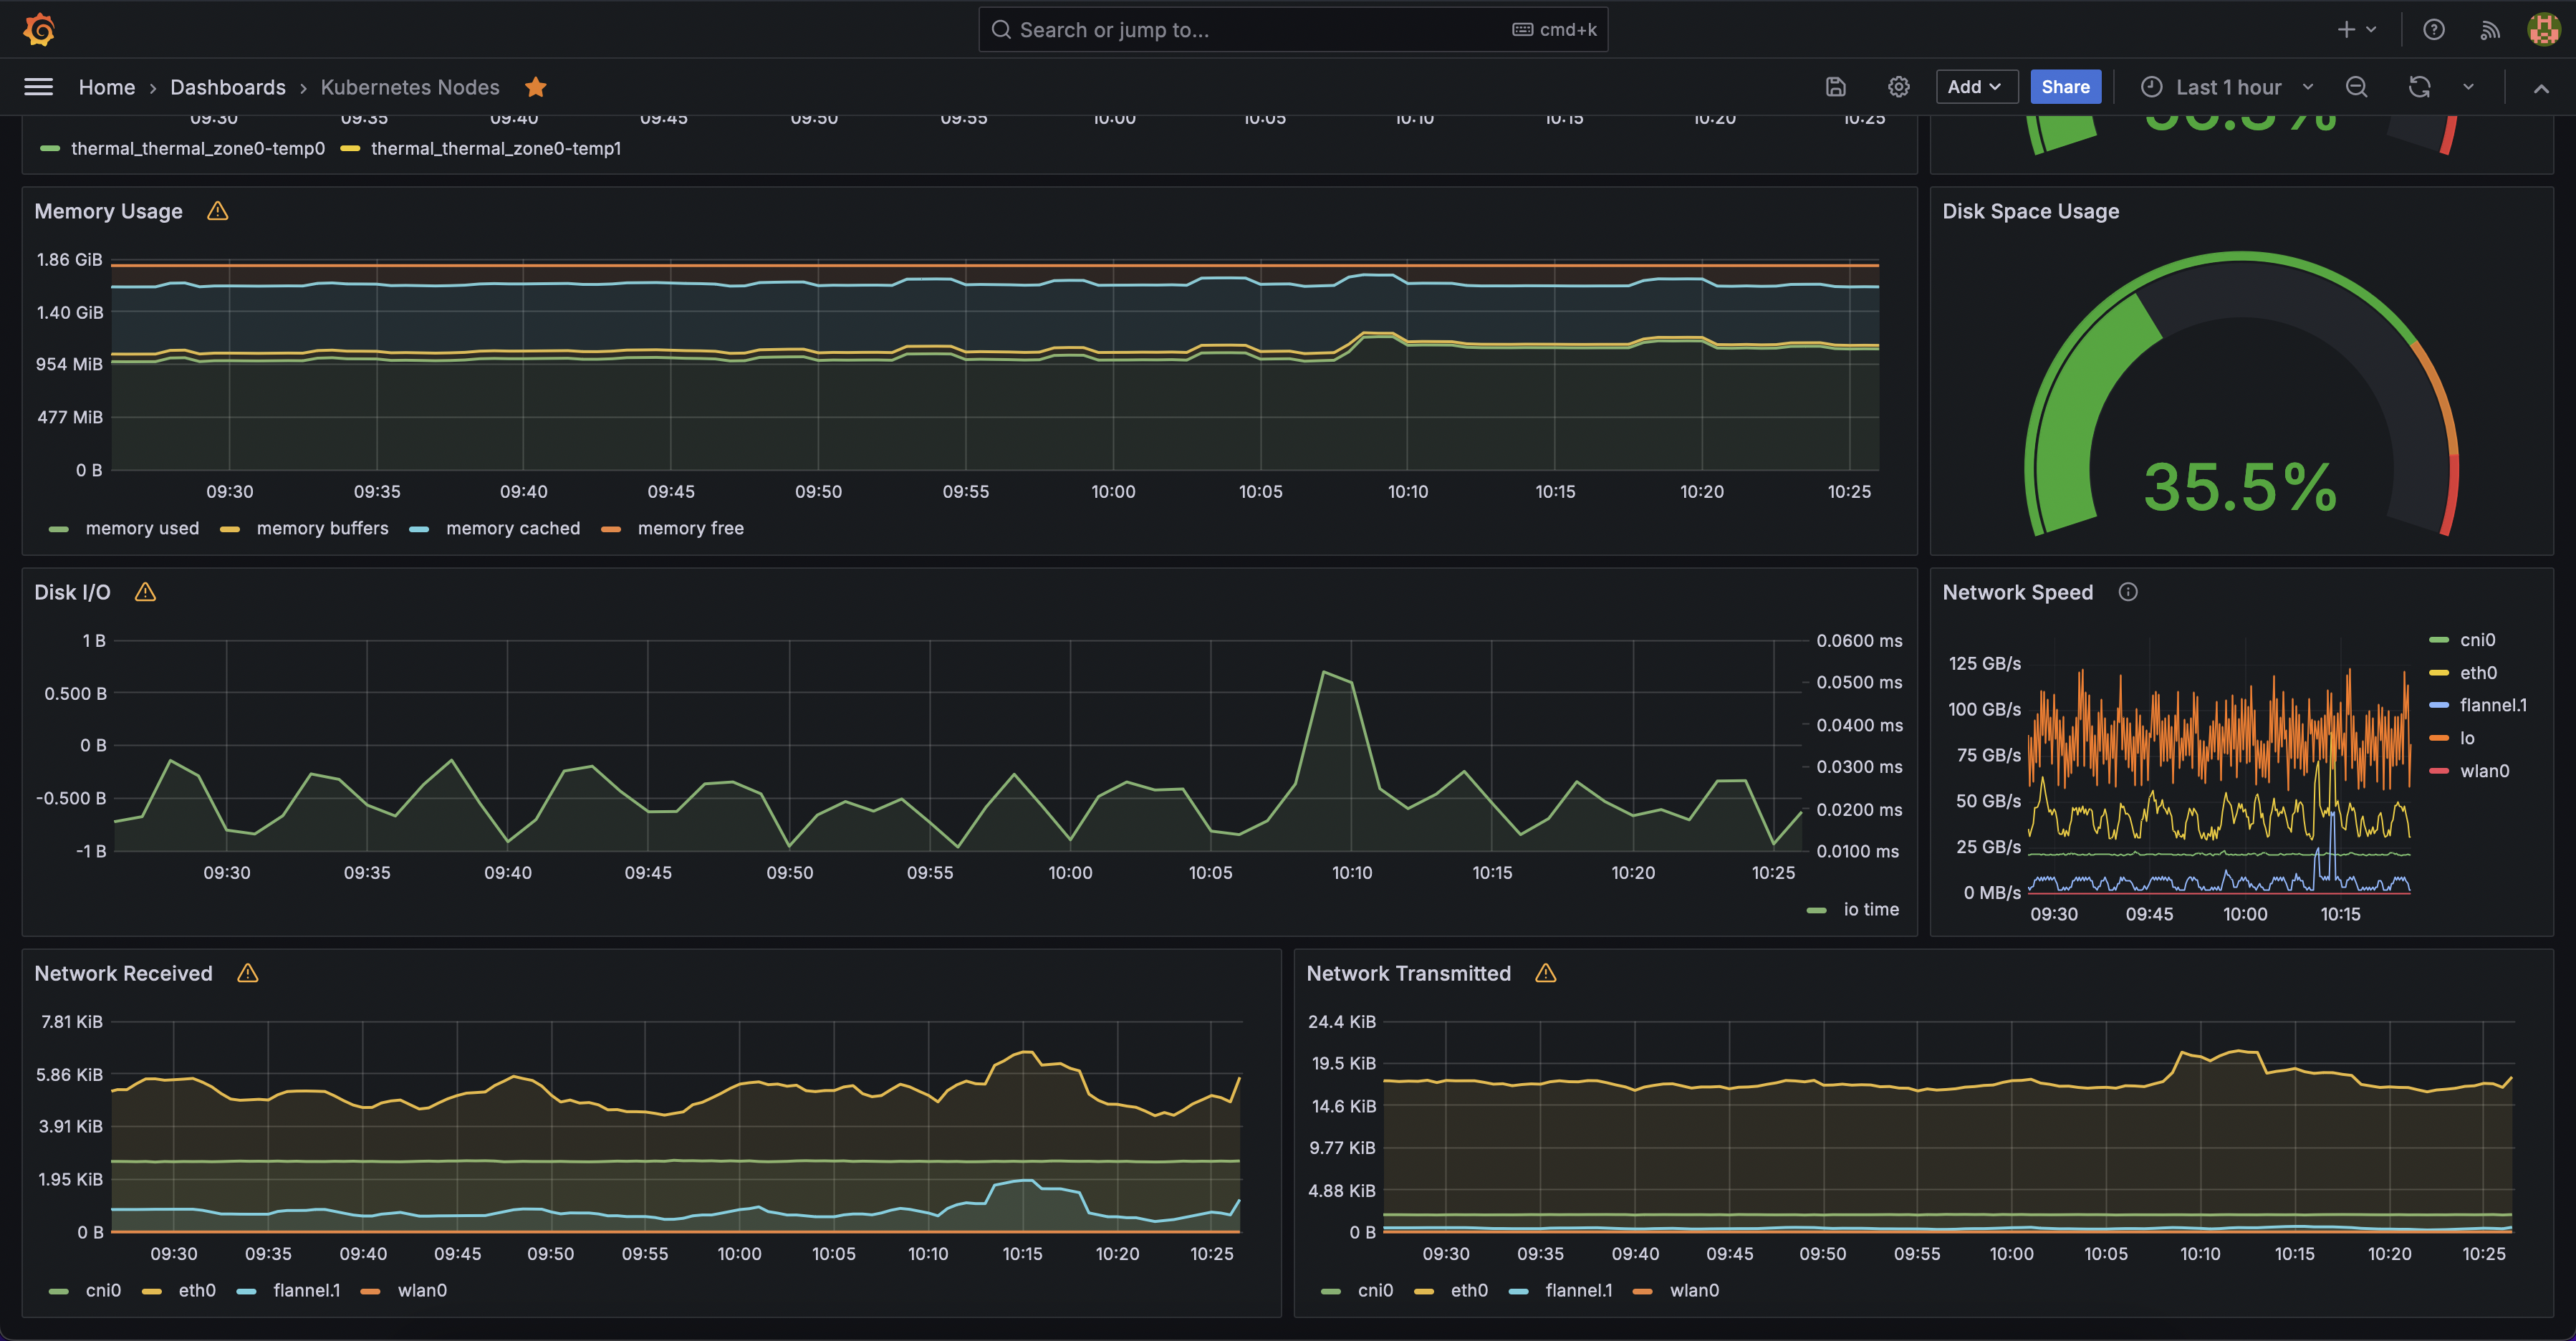 Search or jump to... cmd+k
Home › Dashboards › Kubernetes Nodes Add Share Last 1 hour
09:30 09:35 09:40 09:45 09:50 09:55 10:00 10:05 10:10 10:15 10:20 10:25
thermal_thermal_zone0-temp0 thermal_thermal_zone0-temp1
Memory Usage
1.86 GiB
1.40 GiB
954 MiB
477 MiB
0 B
09:30 09:35 09:40 09:45 09:50 09:55 10:00 10:05 10:10 10:15 10:20 10:25
memory used memory buffers memory cached memory free
Disk Space Usage
35.5%
Disk I/O
1 B
0.500 B
0 B
-0.500 B
-1 B
0.0600 ms
0.0500 ms
0.0400 ms
0.0300 ms
0.0200 ms
0.0100 ms
09:30 09:35 09:40 09:45 09:50 09:55 10:00 10:05 10:10 10:15 10:20 10:25
io time
Network Speed
125 GB/s
100 GB/s
75 GB/s
50 GB/s
25 GB/s
0 MB/s
09:30 09:45 10:00 10:15
cni0
eth0
flannel.1
lo
wlan0
Network Received
7.81 KiB
5.86 KiB
3.91 KiB
1.95 KiB
0 B
09:30 09:35 09:40 09:45 09:50 09:55 10:00 10:05 10:10 10:15 10:20 10:25
cni0 eth0 flannel.1 wlan0
Network Transmitted
24.4 KiB
19.5 KiB
14.6 KiB
9.77 KiB
4.88 KiB
0 B
09:30 09:35 09:40 09:45 09:50 09:55 10:00 10:05 10:10 10:15 10:20 10:25
cni0 eth0 flannel.1 wlan0